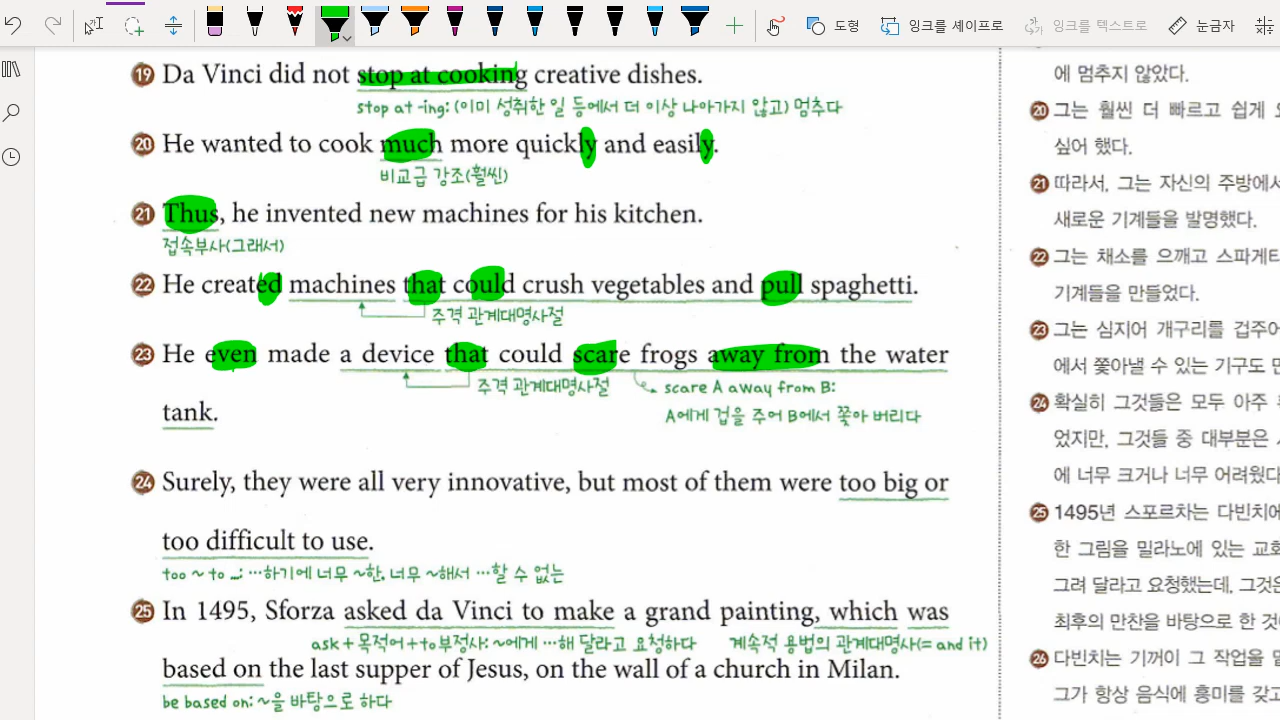 도형
잉크를 셰이프로
잉크를 텍스트로
눈금자
⑲ Da Vinci did not stop at cooking creative dishes.
stop at -ing: (이미 성취한 일 등에서 더 이상 나아가지 않고) 멈추다
⑳ He wanted to cook much more quickly and easily.
비교급 강조(훨씬)
㉑ Thus, he invented new machines for his kitchen.
접속부사(그래서)
㉒ He created machines that could crush vegetables and pull spaghetti.
주격 관계대명사절
㉓ He even made a device that could scare frogs away from the water
주격 관계대명사절 scare A away from B:
tank.
A에게 겁을 주어 B에서 쫓아 버리다
㉔ Surely, they were all very innovative, but most of them were too big or
too difficult to use.
too ~ to …: …하기에 너무 ~한, 너무 ~해서 …할 수 없는
㉕ In 1495, Sforza asked da Vinci to make a grand painting, which was
ask+목적어+to부정사: ~에게 …해 달라고 요청하다 계속적 용법의 관계대명사(= and it)
based on the last supper of Jesus, on the wall of a church in Milan.
be based on: ~을 바탕으로 하다
에 멈추지 않았다.
⑳ 그는 훨씬 더 빠르고 쉽게
싶어 했다.
㉑ 따라서, 그는 자신의 주방에서
새로운 기계들을 발명했다.
㉒ 그는 채소를 으깨고 스파게티
기계들을 만들었다.
㉓ 그는 심지어 개구리를 겁주어
에서 쫓아낼 수 있는 기구도
㉔ 확실히 그것들은 모두 아주
었지만, 그것들 중 대부분은
에 너무 크거나 너무 어려웠다
㉕ 1495년 스포르차는 다빈치에
한 그림을 밀라노에 있는 교회
그려 달라고 요청했는데, 그것은
최후의 만찬을 바탕으로 한
㉖ 다빈치는 기꺼이 그 작업을
그가 항상 음식에 흥미를 갖고